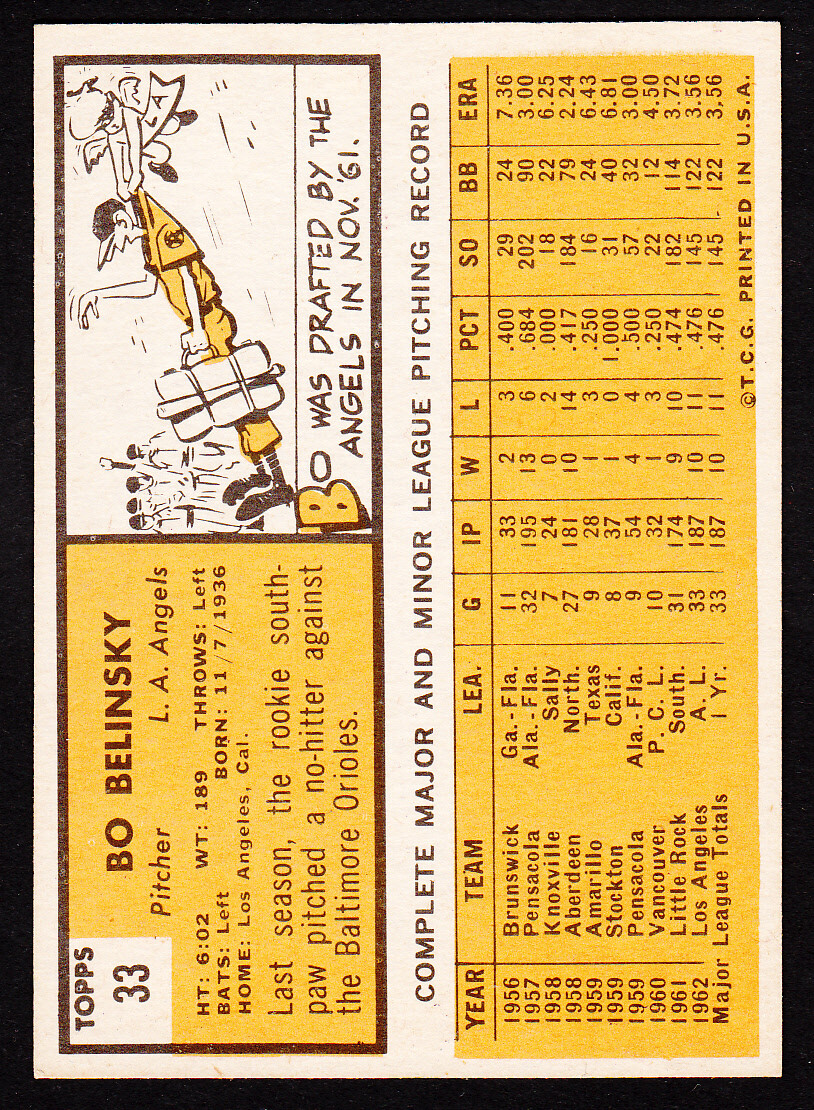 TOPPS
33
BO BELINSKY
Pitcher L. A. Angels
HT: 6:02 WT: 189 THROWS: Left
BATS: Left BORN: 11/7/1936
HOME: Los Angeles, Cal.
Last season, the rookie south-
paw pitched a no-hitter against
the Baltimore Orioles.
LA
BO WAS DRAFTED BY THE
ANGELS IN NOV. '61.
COMPLETE MAJOR AND MINOR LEAGUE PITCHING RECORD
YEAR TEAM LEA. G IP W L PCT SO BB ERA
1956 Brunswick Ga.-Fla. 11 33 2 3 .400 29 24 7.36
1957 Pensacola Ala.-Fla. 32 195 13 6 .684 202 90 3.00
1958 Knoxville Sally 7 24 0 2 .000 18 22 6.25
1958 Aberdeen North. 27 181 10 14 .417 184 79 2.24
1959 Amarillo Texas 9 28 1 3 .250 16 24 6.43
1959 Stockton Calif. 8 37 1 0 1.000 31 40 6.81
1959 Pensacola Ala.-Fla. 9 54 4 4 .500 57 32 3.00
1960 Vancouver P. C. L. 10 32 1 3 .250 22 12 4.50
1961 Little Rock South. 31 174 9 10 .474 182 114 3.72
1962 Los Angeles A. L. 33 187 10 11 .476 145 122 3.56
Major League Totals 1 Yr. 33 187 10 11 .476 145 122 3.56
©T.C.G. PRINTED IN U.S.A.